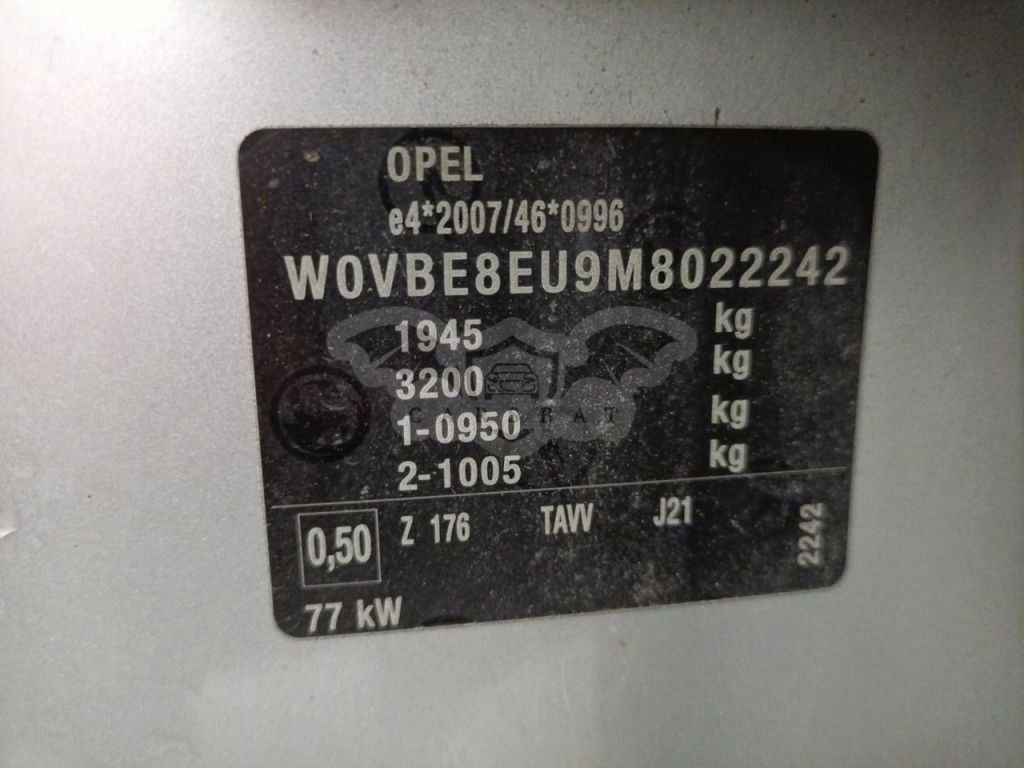 OPEL
e4*2007/46*0996
W0VBE8EU9M8022242
1945 kg
3200 kg
1-0950 kg
2-1005 kg
0,50 Z 176 TAVV J21
2242
77 kW